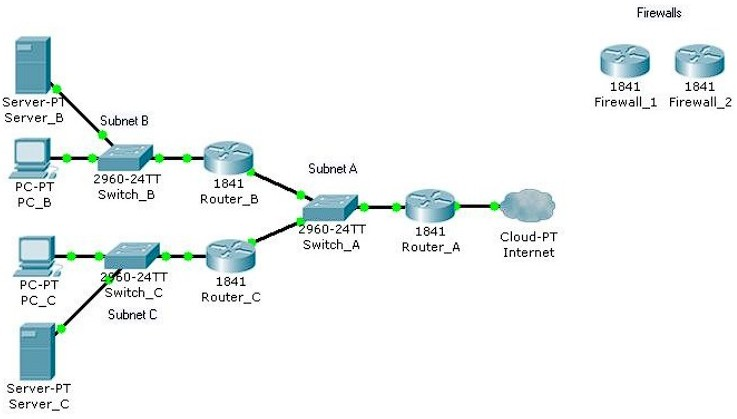 Firewalls
1841
Firewall_1
1841
Firewall_2
Server-PT
Server_B
Subnet B
PC-PT
PC_B
2960-24TT
Switch_B
1841
Router_B
Subnet A
2960-24TT
Switch_A
1841
Router_A
Cloud-PT
Internet
PC-PT
PC_C
2960-24TT
Switch_C
Subnet C
1841
Router_C
Server-PT
Server_C